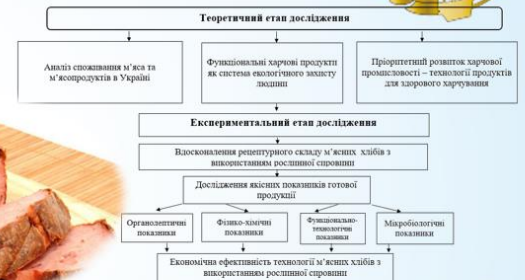 Теоретичний етап дослідження
Аналіз споживання м’яса та
м’ясопродуктів в Україні
Функціональні харчові продукти
як система екологічного захисту
людини
Пріоритетний розвиток харчової
промисловості – технології продуктів
для здорового харчування
Експериментальний етап дослідження
Вдосконалення рецептурного складу м’ясних хлібів з
використанням рослинної сировини
Дослідження якісних показників готової
продукції
Органолептичні
показники
Фізико-хімічні
показники
Функціонально-
технологічні
показники
Мікробіологічні
показники
Економічна ефективність технології м’ясних хлібів з
використанням рослинної сировини